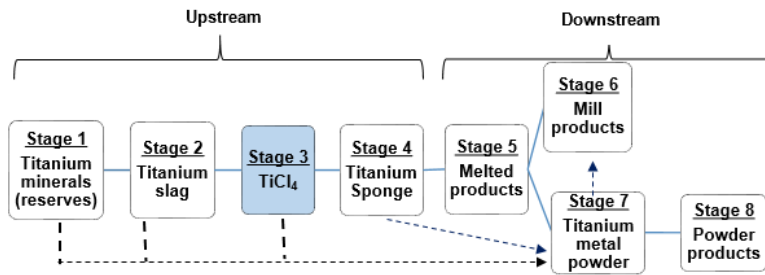 Upstream
Downstream
Stage 1
Titanium
minerals
(reserves)
Stage 2
Titanium
slag
Stage 3
TiCl₄
Stage 4
Titanium
Sponge
Stage 5
Melted
products
Stage 6
Mill
products
Stage 7
Titanium
metal
powder
Stage 8
Powder
products